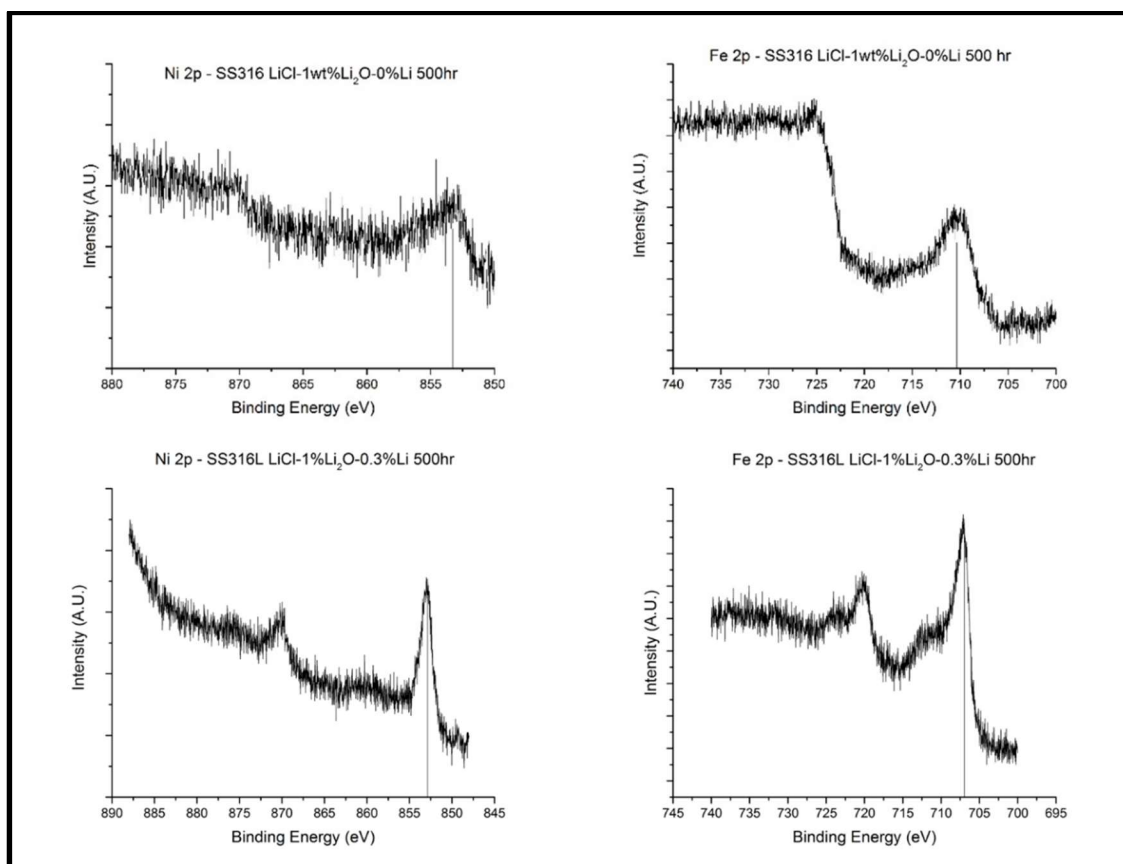 Ni 2p - SS316 LiCl-1wt%Li₂O-0%Li 500hr
Intensity (A.U.)
880 875 870 865 860 855 850
Binding Energy (eV)
Fe 2p - SS316 LiCl-1wt%Li₂O-0%Li 500 hr
Intensity (A.U.)
740 735 730 725 720 715 710 705 700
Binding Energy (eV)
Ni 2p - SS316L LiCl-1%Li₂O-0.3%Li 500hr
Intensity (A.U.)
890 885 880 875 870 865 860 855 850 845
Binding Energy (eV)
Fe 2p - SS316L LiCl-1%Li₂O-0.3%Li 500hr
Intensity (A.U.)
745 740 735 730 725 720 715 710 705 700 695
Binding Energy (eV)